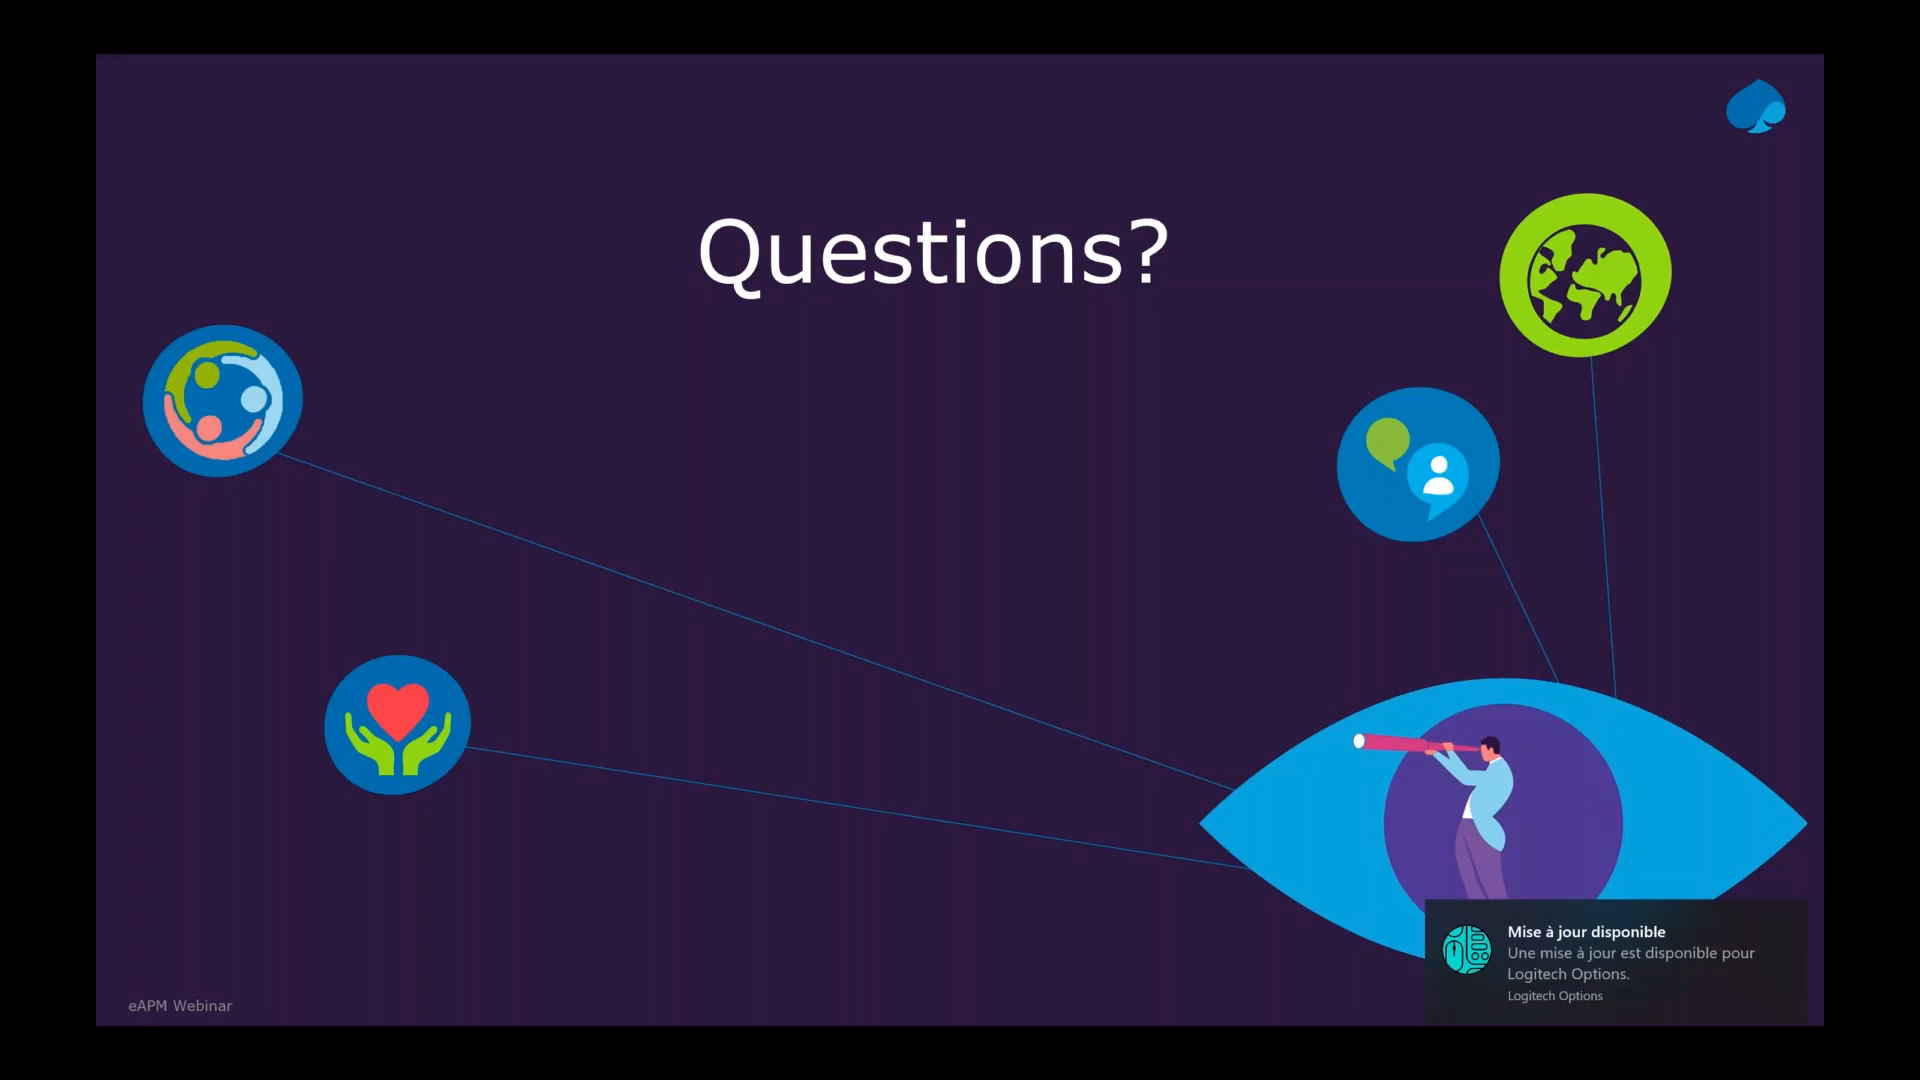 Questions?
Mise à jour disponible
Une mise à jour est disponible pour
Logitech Options.
Logitech Options
eAPM Webinar